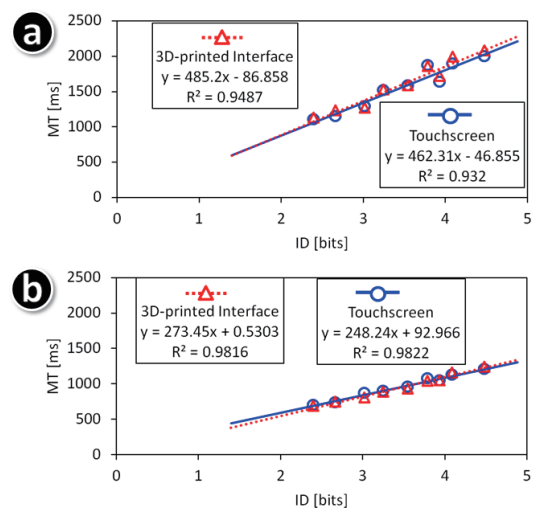 a
2500
2000
1500
1000
500
0
MT [ms]
3D-printed Interface
y = 485.2x - 86.858
R² = 0.9487
Touchscreen
y = 462.31x - 46.855
R² = 0.932
0 1 2 3 4 5
ID [bits]
b
2500
2000
1500
1000
500
0
MT [ms]
3D-printed Interface
y = 273.45x + 0.5303
R² = 0.9816
Touchscreen
y = 248.24x + 92.966
R² = 0.9822
0 1 2 3 4 5
ID [bits]